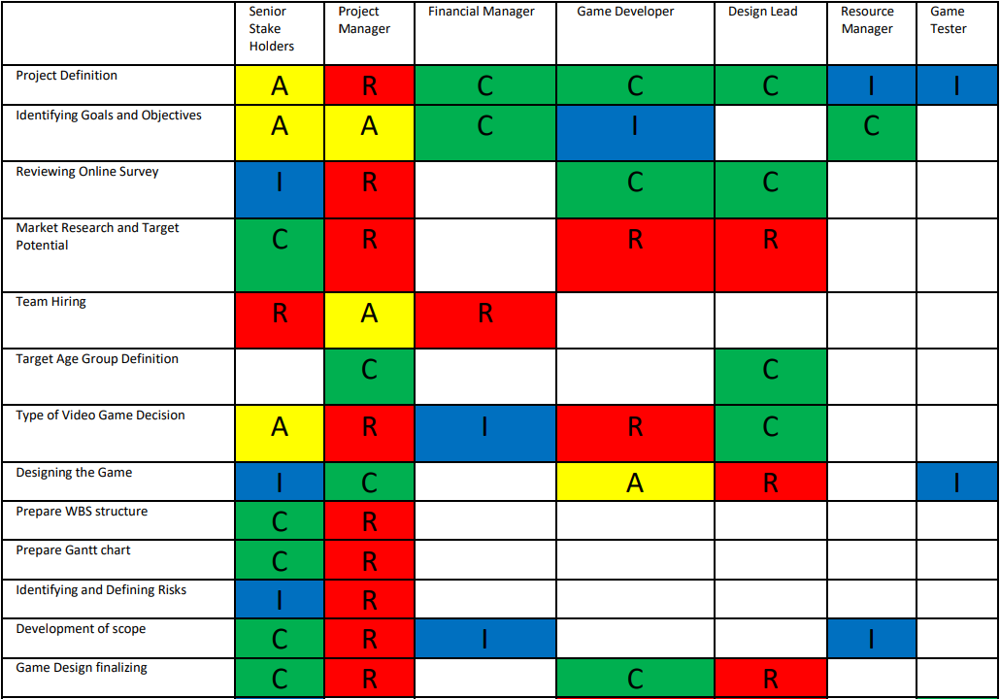 Senior Stake Holders Project Manager Financial Manager Game Developer Design Lead Resource Manager Game Tester
Project Definition A R C C C I I
Identifying Goals and Objectives A A C I C
Reviewing Online Survey I R C C
Market Research and Target Potential C R R R
Team Hiring R A R
Target Age Group Definition C C
Type of Video Game Decision A R I R C
Designing the Game I C A R I
Prepare WBS structure C R
Prepare Gantt chart C R
Identifying and Defining Risks I R
Development of scope C R I I
Game Design finalizing C R C R